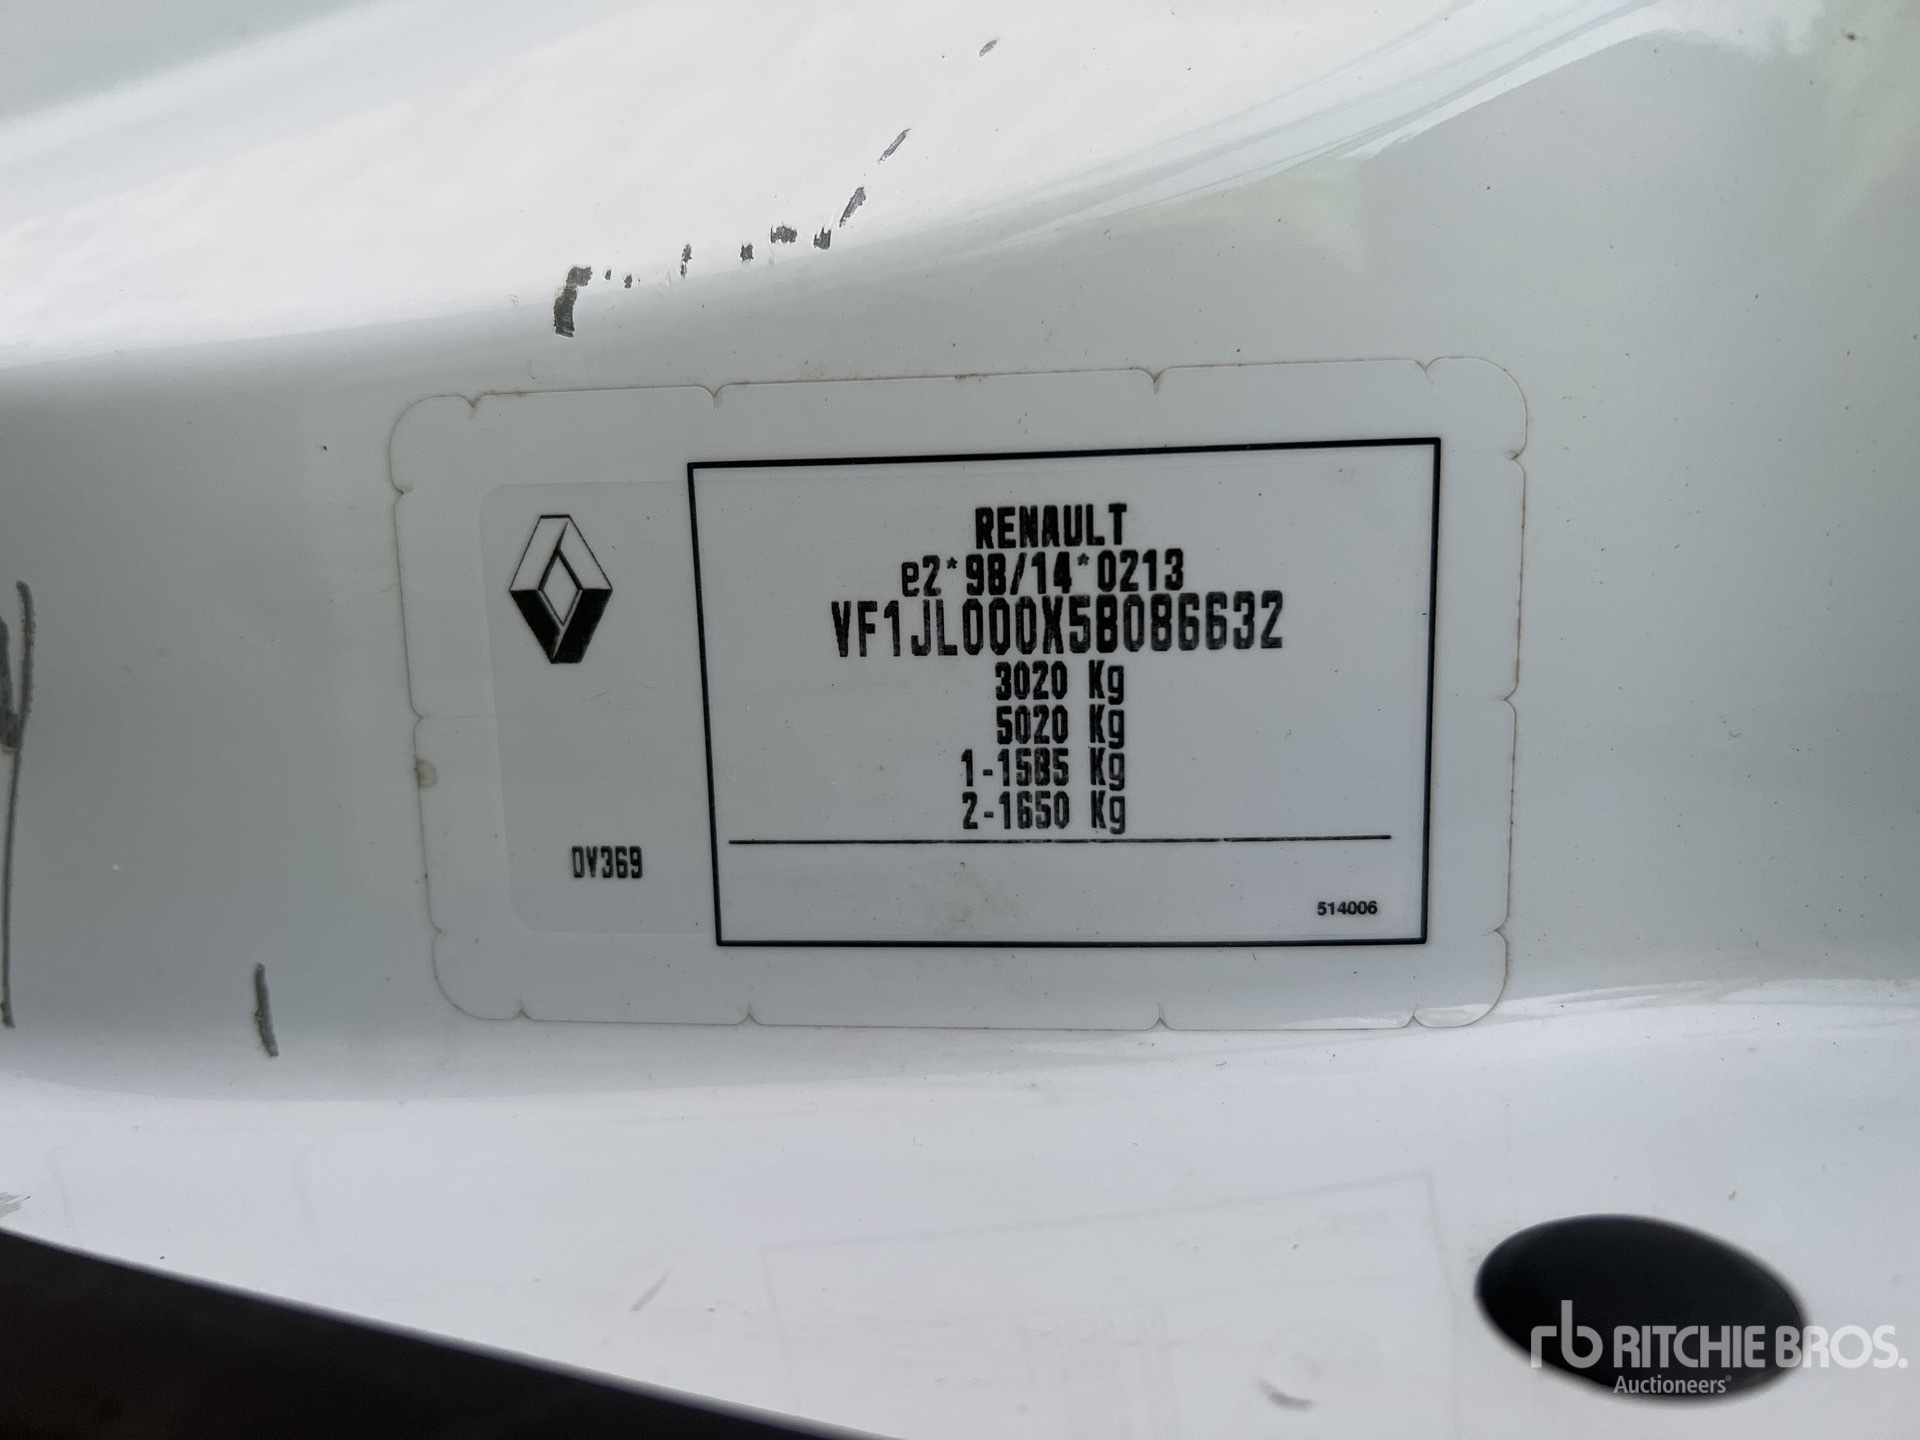 RENAULT
e2*98/14*0213
VF1JL000X58086632
3020 Kg
5020 Kg
1-1585 Kg
2-1650 Kg
DV369
514006
rb RITCHIE BROS.
Auctioneers®